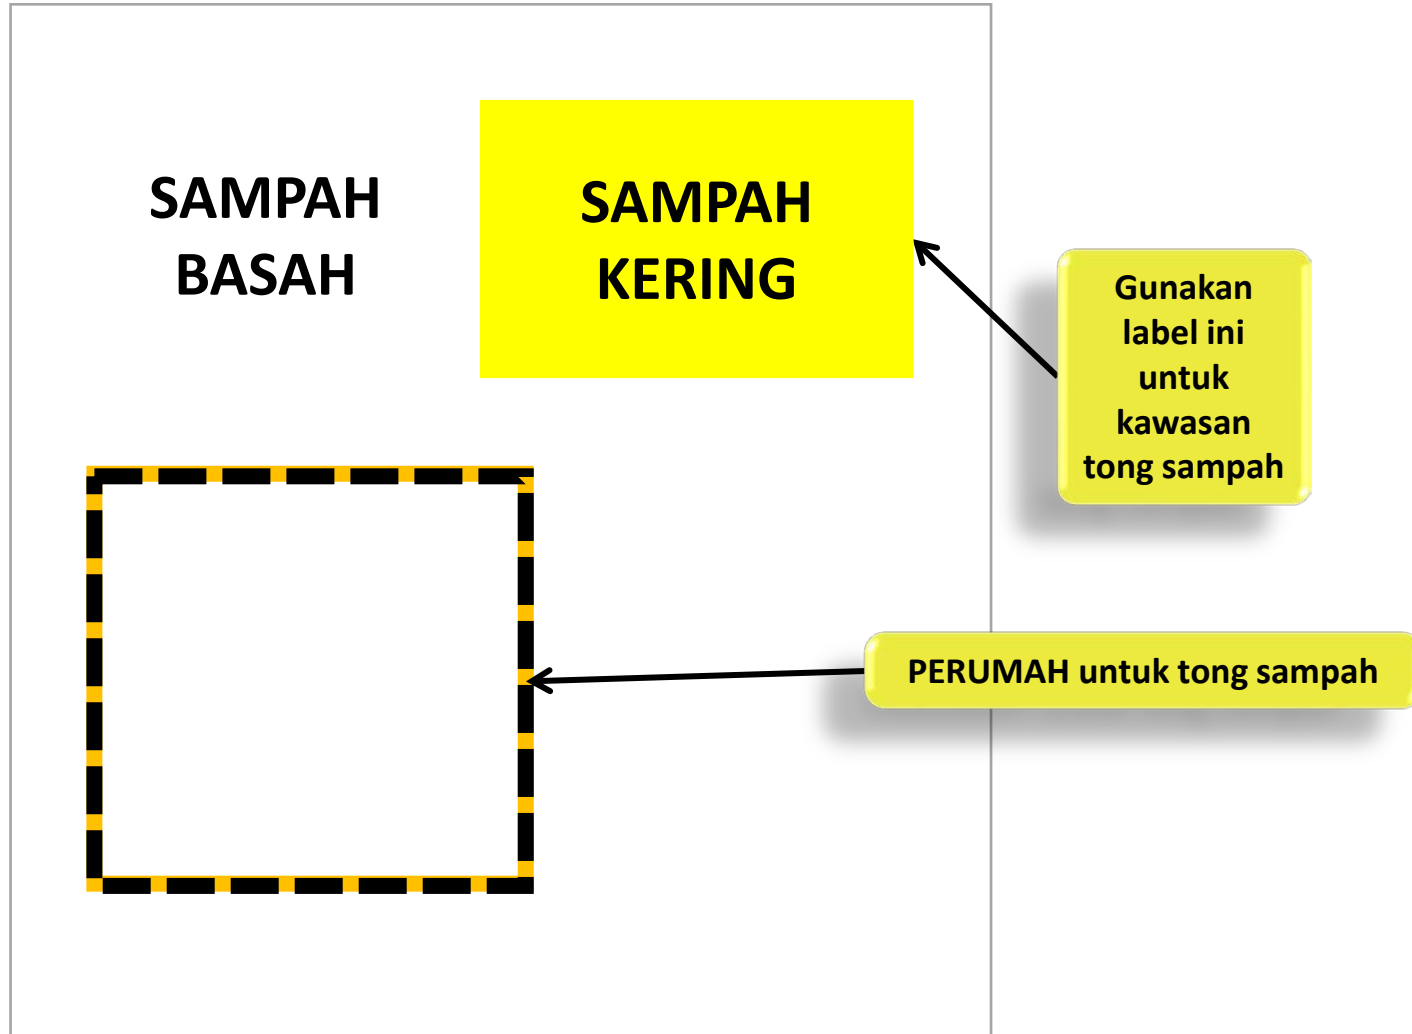 SAMPAH
BASAH
SAMPAH
KERING
Gunakan
label ini
untuk
kawasan
tong sampah
PERUMAH untuk tong sampah